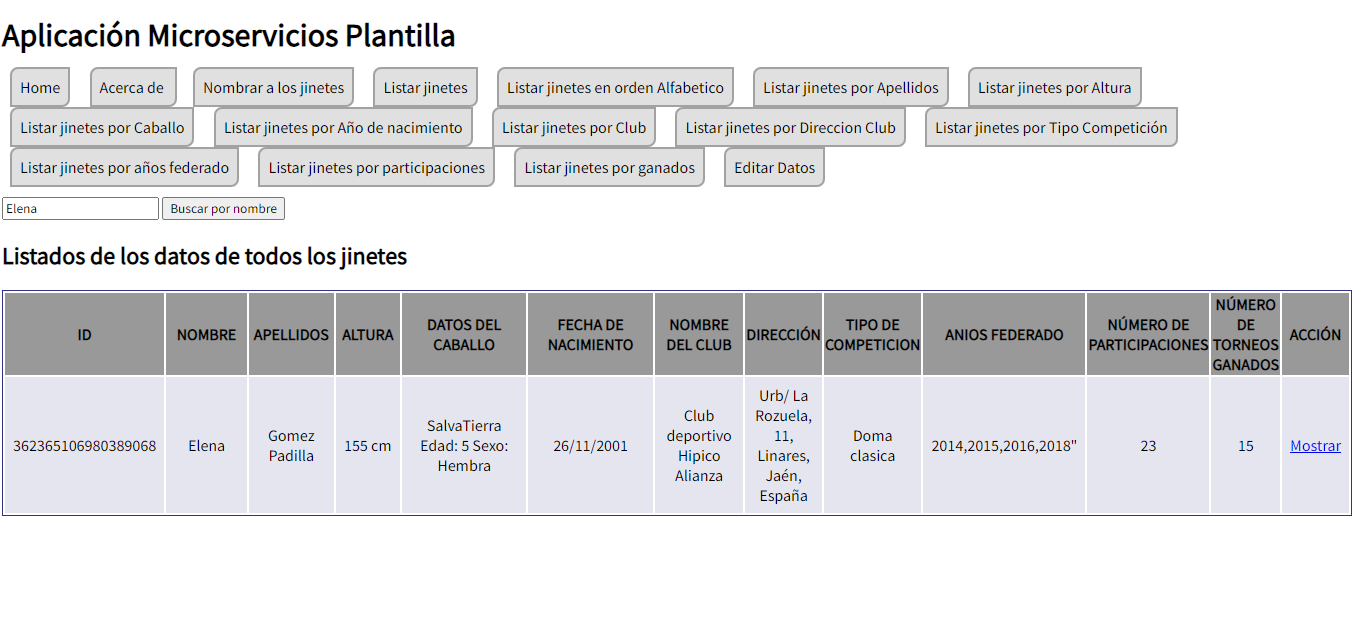 Aplicación Microservicios Plantilla
Home Acerca de Nombrar a los jinetes Listar jinetes Listar jinetes en orden Alfabetico Listar jinetes por Apellidos Listar jinetes por Altura
Listar jinetes por Caballo Listar jinetes por Año de nacimiento Listar jinetes por Club Listar jinetes por Direccion Club Listar jinetes por Tipo Competición
Listar jinetes por años federado Listar jinetes por participaciones Listar jinetes por ganados Editar Datos
Elena Buscar por nombre
Listados de los datos de todos los jinetes
ID
NOMBRE
APELLIDOS
ALTURA
DATOS DEL
CABALLO
FECHA DE
NACIMIENTO
NOMBRE
DEL CLUB
DIRECCIÓN
TIPO DE
COMPETICION
ANIOS FEDERADO
NÚMERO DE
PARTICIPACIONES
NÚMERO
DE
TORNEOS
GANADOS
ACCIÓN
362365106980389068
Elena
Gomez
Padilla
155 cm
SalvaTierra
Edad: 5 Sexo:
Hembra
26/11/2001
Club
deportivo
Hipico
Alianza
Urb/ La
Rozuela,
11,
Linares,
Jaén,
España
Doma
clasica
2014,2015,2016,2018"
23
15
Mostrar